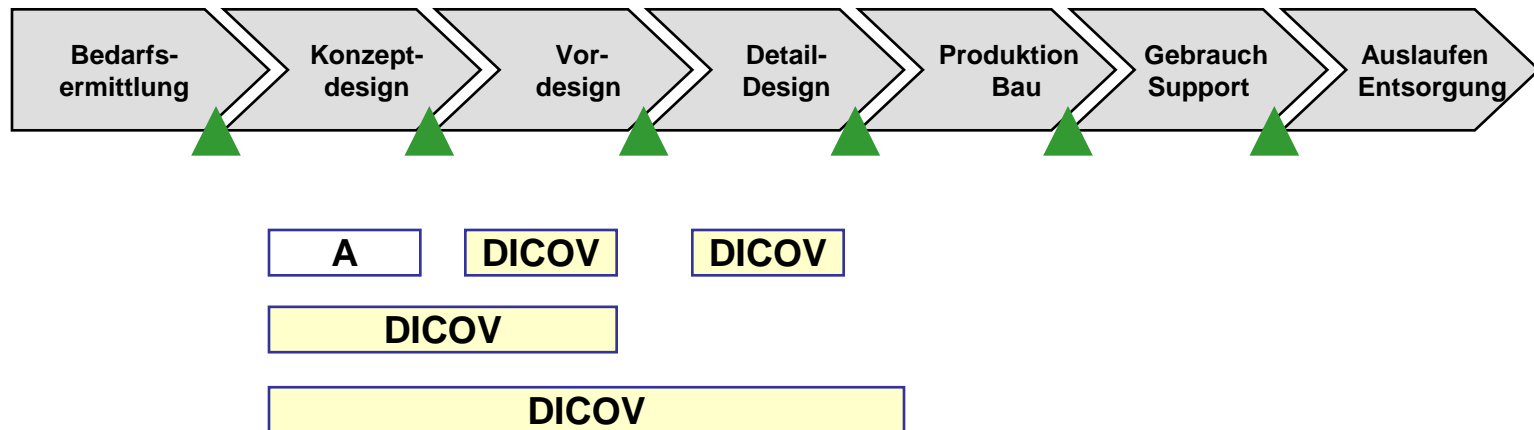 Bedarfs-
ermittlung
Konzept-
design
Vor-
design
Detail-
Design
Produktion
Bau
Gebrauch
Support
Auslaufen
Entsorgung
A
DICOV
DICOV
DICOV
DICOV